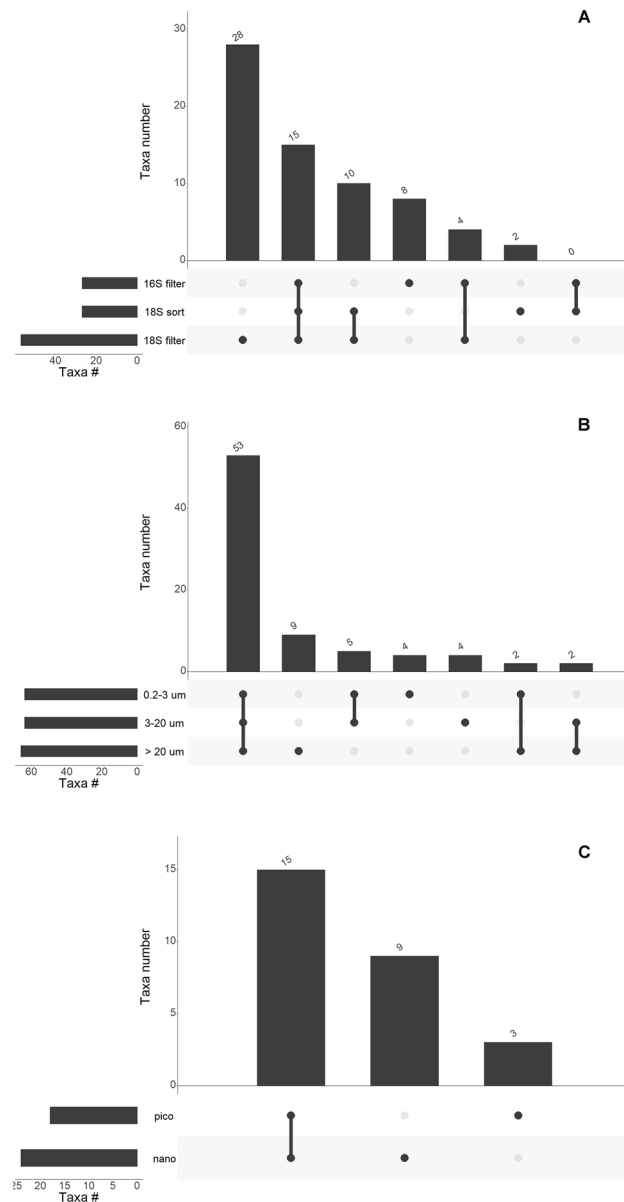 A
30
28
20
15
10
10
8
4
2
0
0
Taxa number
16S filter
18S sort
18S filter
40 20 0
Taxa #
B
60
53
40
20
9
5
4
4
2
2
0
Taxa number
0.2-3 um
3-20 um
> 20 um
60 40 20 0
Taxa #
C
15
15
10
9
5
3
0
Taxa number
pico
nano
25 20 15 10 5 0
Taxa #